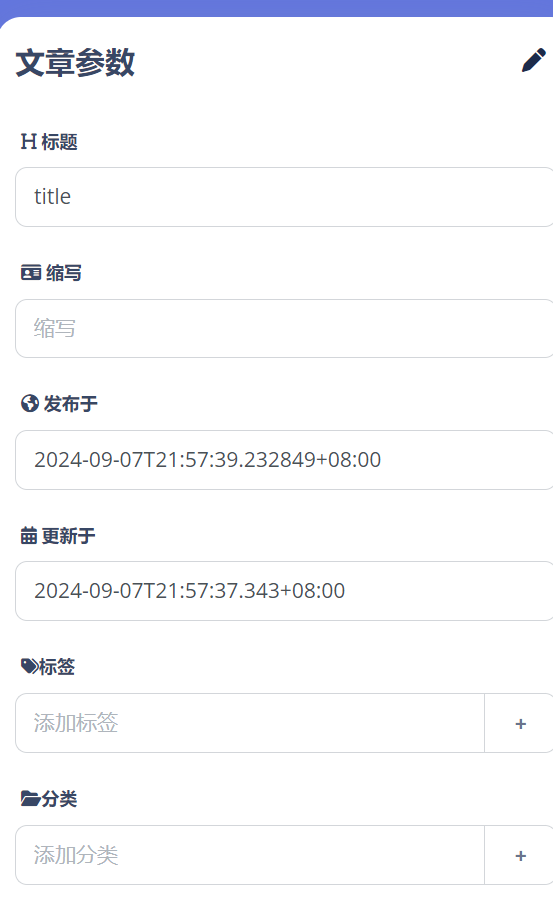 文章参数
标题
title
缩写
缩写
发布于
2024-09-07T21:57:39.232849+08:00
更新于
2024-09-07T21:57:37.343+08:00
标签
添加标签 +
分类
添加分类 +